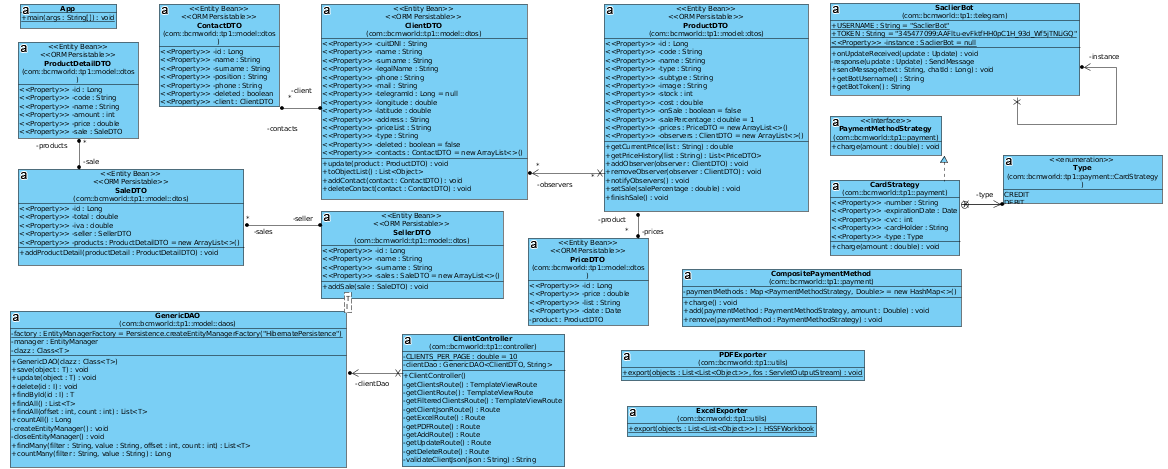 a
App
+main(args : String[]) : void
a
<<Entity Bean>>
<<ORM Persistable>>
ProductDetailDTO
(com::bcmworld::tp1::model::dtos
)
<<Property>> -id : Long
<<Property>> -code : String
<<Property>> -name : String
<<Property>> -amount : int
<<Property>> -price : double
<<Property>> -sale : SaleDTO
-products
*
-sale
a
<<Entity Bean>>
<<ORM Persistable>>
SaleDTO
(com::bcmworld::tp1::model::dtos)
<<Property>> -id : Long
<<Property>> -total : double
<<Property>> -iva : double
<<Property>> -seller : SellerDTO
<<Property>> -products : ProductDetailDTO = new ArrayList<>()
+addProductDetail(productDetail : ProductDetailDTO) : void
a
<<Entity Bean>>
<<ORM Persistable>>
ContactDTO
(com::bcmworld::tp1::model::dtos
)
<<Property>> -id : Long
<<Property>> -name : String
<<Property>> -surname : String
<<Property>> -position : String
<<Property>> -phone : String
<<Property>> -deleted : boolean
<<Property>> -client : ClientDTO
-client
*
-contacts
a
<<Entity Bean>>
<<ORM Persistable>>
ClientDTO
(com::bcmworld::tp1::model::dtos)
<<Property>> -cuitDNI : String
<<Property>> -name : String
<<Property>> -surname : String
<<Property>> -legalName : String
<<Property>> -phone : String
<<Property>> -mail : String
<<Property>> -telegramId : Long = null
<<Property>> -longitude : double
<<Property>> -latitude : double
<<Property>> -address : String
<<Property>> -priceList : String
<<Property>> -type : String
<<Property>> -deleted : boolean = false
<<Property>> -contacts : ContactDTO = new ArrayList<>()
+update(product : ProductDTO) : void
+toObjectList() : List<Object>
+addContact(contact : ContactDTO) : void
+deleteContact(contact : ContactDTO) : void
*
-observers
*
a
<<Entity Bean>>
<<ORM Persistable>>
ProductDTO
(com::bcmworld::tp1::model::dtos)
<<Property>> -id : Long
<<Property>> -code : String
<<Property>> -name : String
<<Property>> -type : String
<<Property>> -subtype : String
<<Property>> -image : String
<<Property>> -stock : int
<<Property>> -cost : double
<<Property>> -onSale : boolean = false
<<Property>> -salePercentage : double = 1
<<Property>> -prices : PriceDTO = new ArrayList<>()
<<Property>> -observers : ClientDTO = new ArrayList<>()
+getCurrentPrice(list : String) : double
+getPriceHistory(list : String) : List<PriceDTO>
+addObserver(observer : ClientDTO) : void
+removeObserver(observer : ClientDTO) : void
+notifyObservers() : void
+setSale(salePercentage : double) : void
+finishSale() : void
-product
*
-prices
a
SaclierBot
(com::bcmworld::tp1::telegram)
+USERNAME : String = "SaclierBot"
<<Property>> -instance : SaclierBot = null
+onUpdateReceived(update : Update) : void
-response(update : Update) : SendMessage
+sendMessage(text : String, chatId : Long) : void
+getBotUsername() : String
+getBotToken() : String
-instance
a
<<Interface>>
PaymentMethodStrategy
(com::bcmworld::tp1::payment)
+charge(amount : double) : void
a
CardStrategy
(com::bcmworld::tp1::payment)
<<Property>> -number : String
<<Property>> -expirationDate : Date
<<Property>> -cvc : int
<<Property>> -cardHolder : String
<<Property>> -type : Type
+charge(amount : double) : void
-type
a
<<enumeration>>
Type
(com::bcmworld::tp1::payment::CardStrategy
)
CREDIT
DEBIT
*
-sales
-seller
a
<<Entity Bean>>
<<ORM Persistable>>
SellerDTO
(com::bcmworld::tp1::model::dtos)
<<Property>> -id : Long
<<Property>> -name : String
<<Property>> -surname : String
<<Property>> -sales : SaleDTO = new ArrayList<>()
+addSale(sale : SaleDTO) : void
a
<<Entity Bean>>
<<ORM Persistable>>
PriceDTO
(com::bcmworld::tp1::model::dtos
)
<<Property>> -id : Long
<<Property>> -price : double
<<Property>> -list : String
<<Property>> -date : Date
-product : ProductDTO
a
CompositePaymentMethod
(com::bcmworld::tp1::payment)
-paymentMethods : Map<PaymentMethodStrategy, Double> = new HashMap<>()
+charge() : void
+add(paymentMethod : PaymentMethodStrategy, amount : Double) : void
+remove(paymentMethod : PaymentMethodStrategy) : void
T
a
GenericDAO
(com::bcmworld::tp1::model::daos)
-factory : EntityManagerFactory = Persistence.createEntityManagerFactory("HibernatePersistence")
-manager : EntityManager
-clazz : Class<T>
+GenericDAO(clazz : Class<T>)
+save(object : T) : void
+update(object : T) : void
+delete(id : I) : void
+findById(id : I) : T
+findAll() : List<T>
+findAll(offset : int, count : int) : List<T>
+countAll() : Long
-createEntityManager() : void
-closeEntityManager() : void
+findMany(filter : String, value : String, offset : int, count : int) : List<T>
+countMany(filter : String, value : String) : Long
-clientDao
a
ClientController
(com::bcmworld::tp1::controller)
-CLIENTS_PER_PAGE : double = 10
-clientDao : GenericDAO<ClientDTO, String>
+ClientController()
-getClientsRoute() : TemplateViewRoute
-getClientRoute() : TemplateViewRoute
-getFilteredClientsRoute() : TemplateViewRoute
-getClientJsonRoute() : Route
-getExcelRoute() : Route
-getPDFRoute() : Route
-getAddRoute() : Route
-getUpdateRoute() : Route
-getDeleteRoute() : Route
-validateClientJson(json : String) : String
a
PDFExporter
(com::bcmworld::tp1::utils)
+export(objects : List<List<Object>>, fos : ServletOutputStream) : void
a
ExcelExporter
(com::bcmworld::tp1::utils)
+export(objects : List<List<Object>>) : HSSFWorkbook